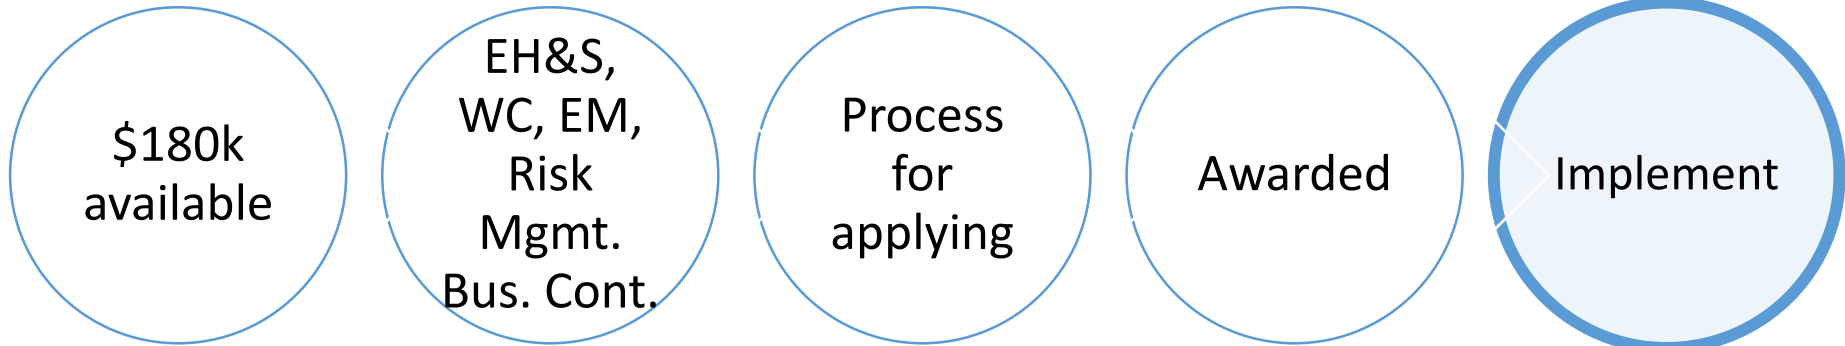 $180k
available
EH&S,
WC, EM,
Risk
Mgmt.
Bus. Cont.
Process
for
applying
Awarded
Implement